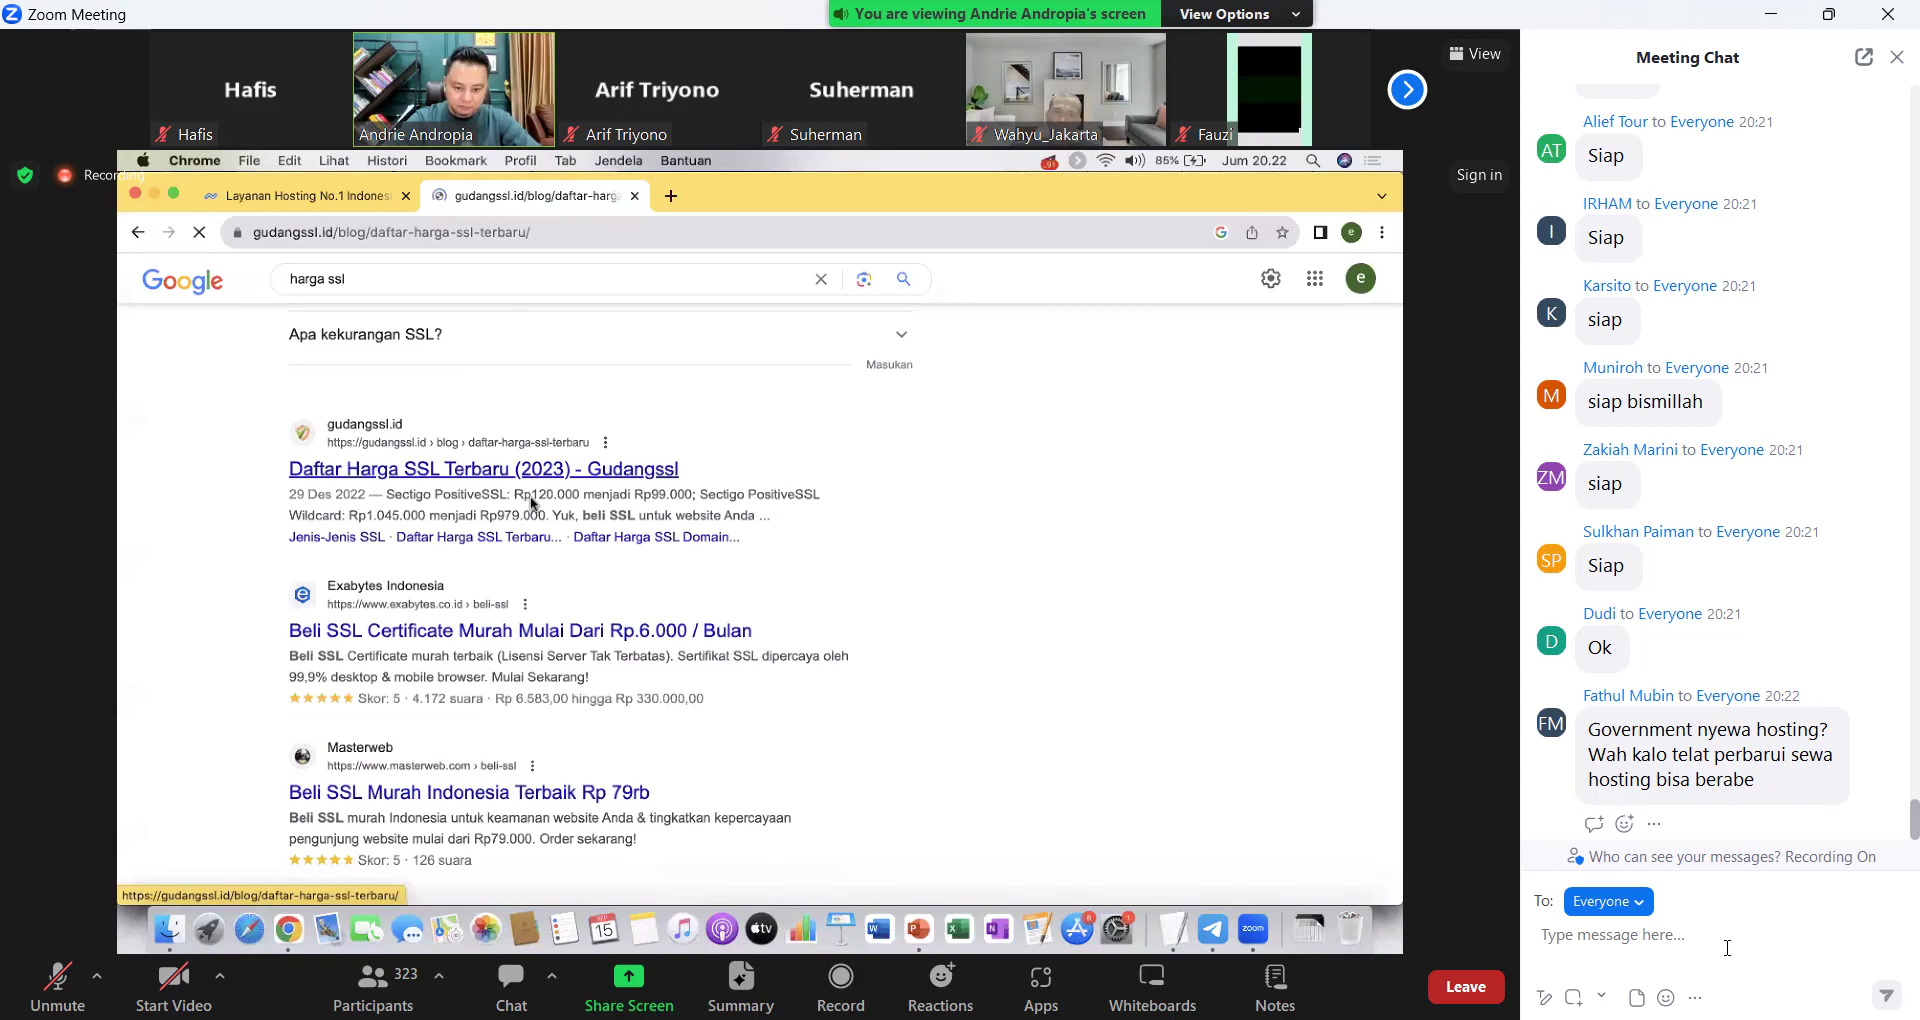 Zoom Meeting
You are viewing Andrie Andropia's screen
View Options
Hafis
Hafis
Andrie Andropia
Arif Triyono
Arif Triyono
Suherman
Suherman
Wahyu_Jakarta
Fauzi
View
Recording
Sign in
Chrome File Edit Lihat Histori Bookmark Profil Tab Jendela Bantuan
85% Jum 20.22
Layanan Hosting No.1 Indones
gudangssl.id/blog/daftar-harga
gudangssl.id/blog/daftar-harga-ssl-terbaru/
e
Google
harga ssl
e
Apa kekurangan SSL?
Masukan
gudangssl.id
https://gudangssl.id › blog › daftar-harga-ssl-terbaru
Daftar Harga SSL Terbaru (2023) - Gudangssl
29 Des 2022 — Sectigo PositiveSSL: Rp120.000 menjadi Rp99.000; Sectigo PositiveSSL
Wildcard: Rp1.045.000 menjadi Rp979.000. Yuk, beli SSL untuk website Anda ...
Jenis-Jenis SSL · Daftar Harga SSL Terbaru... · Daftar Harga SSL Domain...
Exabytes Indonesia
https://www.exabytes.co.id › beli-ssl
Beli SSL Certificate Murah Mulai Dari Rp.6.000 / Bulan
Beli SSL Certificate murah terbaik (Lisensi Server Tak Terbatas). Sertifikat SSL dipercaya oleh
99,9% desktop & mobile browser. Mulai Sekarang!
Skor: 5 · 4.172 suara · Rp 6.583,00 hingga Rp 330.000,00
Masterweb
https://www.masterweb.com › beli-ssl
Beli SSL Murah Indonesia Terbaik Rp 79rb
Beli SSL murah Indonesia untuk keamanan website Anda & tingkatkan kepercayaan
pengunjung website mulai dari Rp79.000. Order sekarang!
Skor: 5 · 126 suara
https://gudangssl.id/blog/daftar-harga-ssl-terbaru/
SEP
15
tv
zoom
Unmute
Start Video
323
Participants
Chat
Share Screen
Summary
Record
Reactions
Apps
Whiteboards
Notes
Leave
Meeting Chat
Alief Tour to Everyone 20:21
AT
Siap
IRHAM to Everyone 20:21
I
Siap
Karsito to Everyone 20:21
K
siap
Muniroh to Everyone 20:21
M
siap bismillah
Zakiah Marini to Everyone 20:21
ZM
siap
Sulkhan Paiman to Everyone 20:21
SP
Siap
Dudi to Everyone 20:21
D
Ok
Fathul Mubin to Everyone 20:22
FM
Government nyewa hosting?
Wah kalo telat perbarui sewa
hosting bisa berabe
Who can see your messages? Recording On
To: Everyone
Type message here...